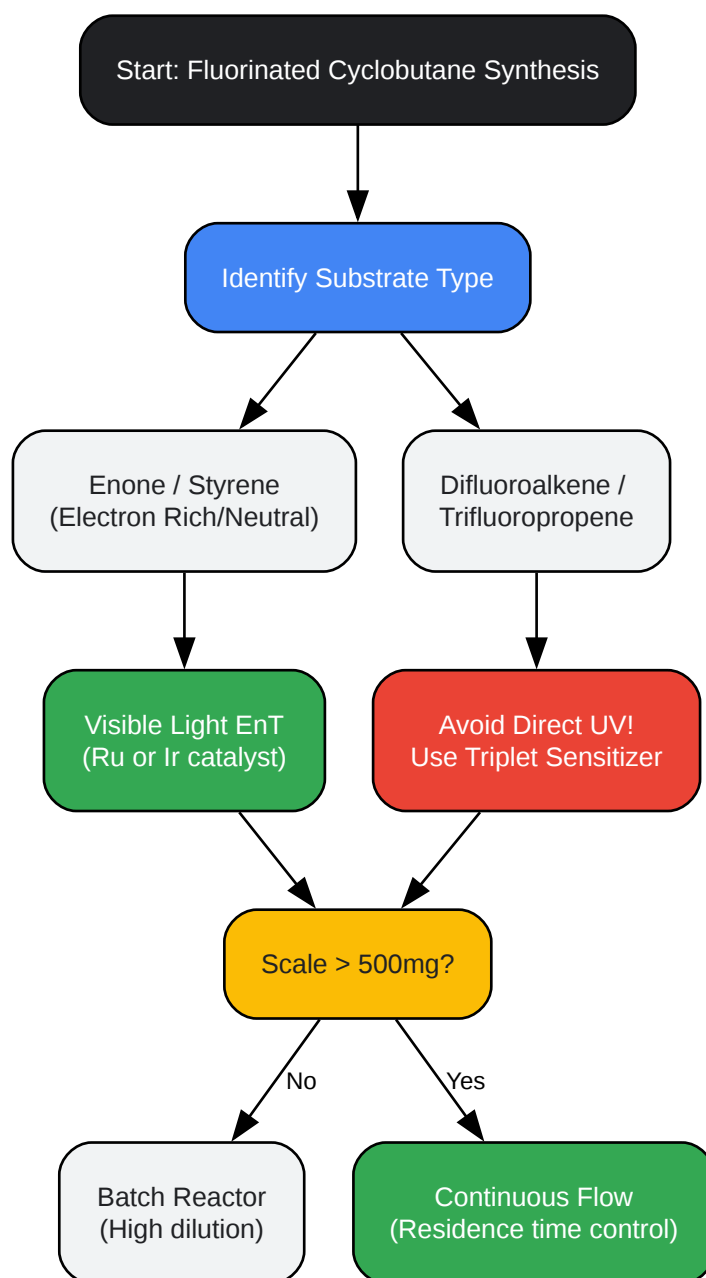 Start: Fluorinated Cyclobutane Synthesis
Identify Substrate Type
Enone / Styrene
(Electron Rich/Neutral)
Difluoroalkene /
Trifluoropropene
Visible Light EnT
(Ru or Ir catalyst)
Avoid Direct UV!
Use Triplet Sensitizer
Scale > 500mg?
No
Yes
Batch Reactor
(High dilution)
Continuous Flow
(Residence time control)